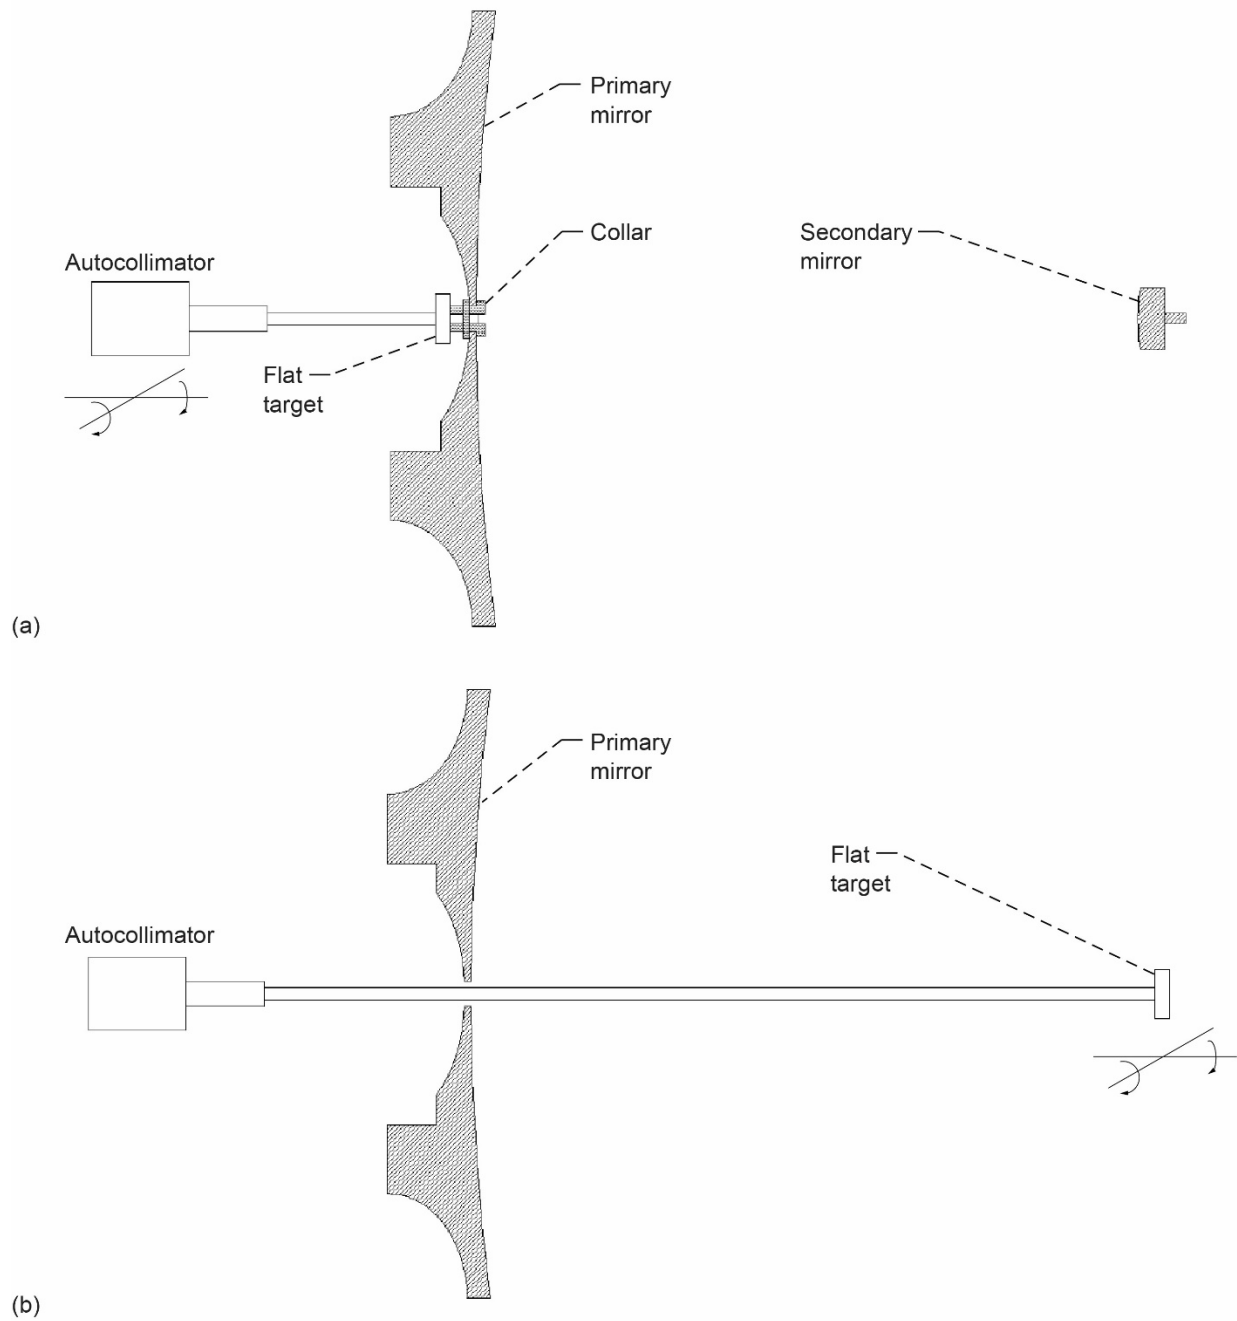 Primary
mirror
Collar
Secondary
mirror
Autocollimator
Flat
target
(a)
Primary
mirror
Flat
target
Autocollimator
(b)